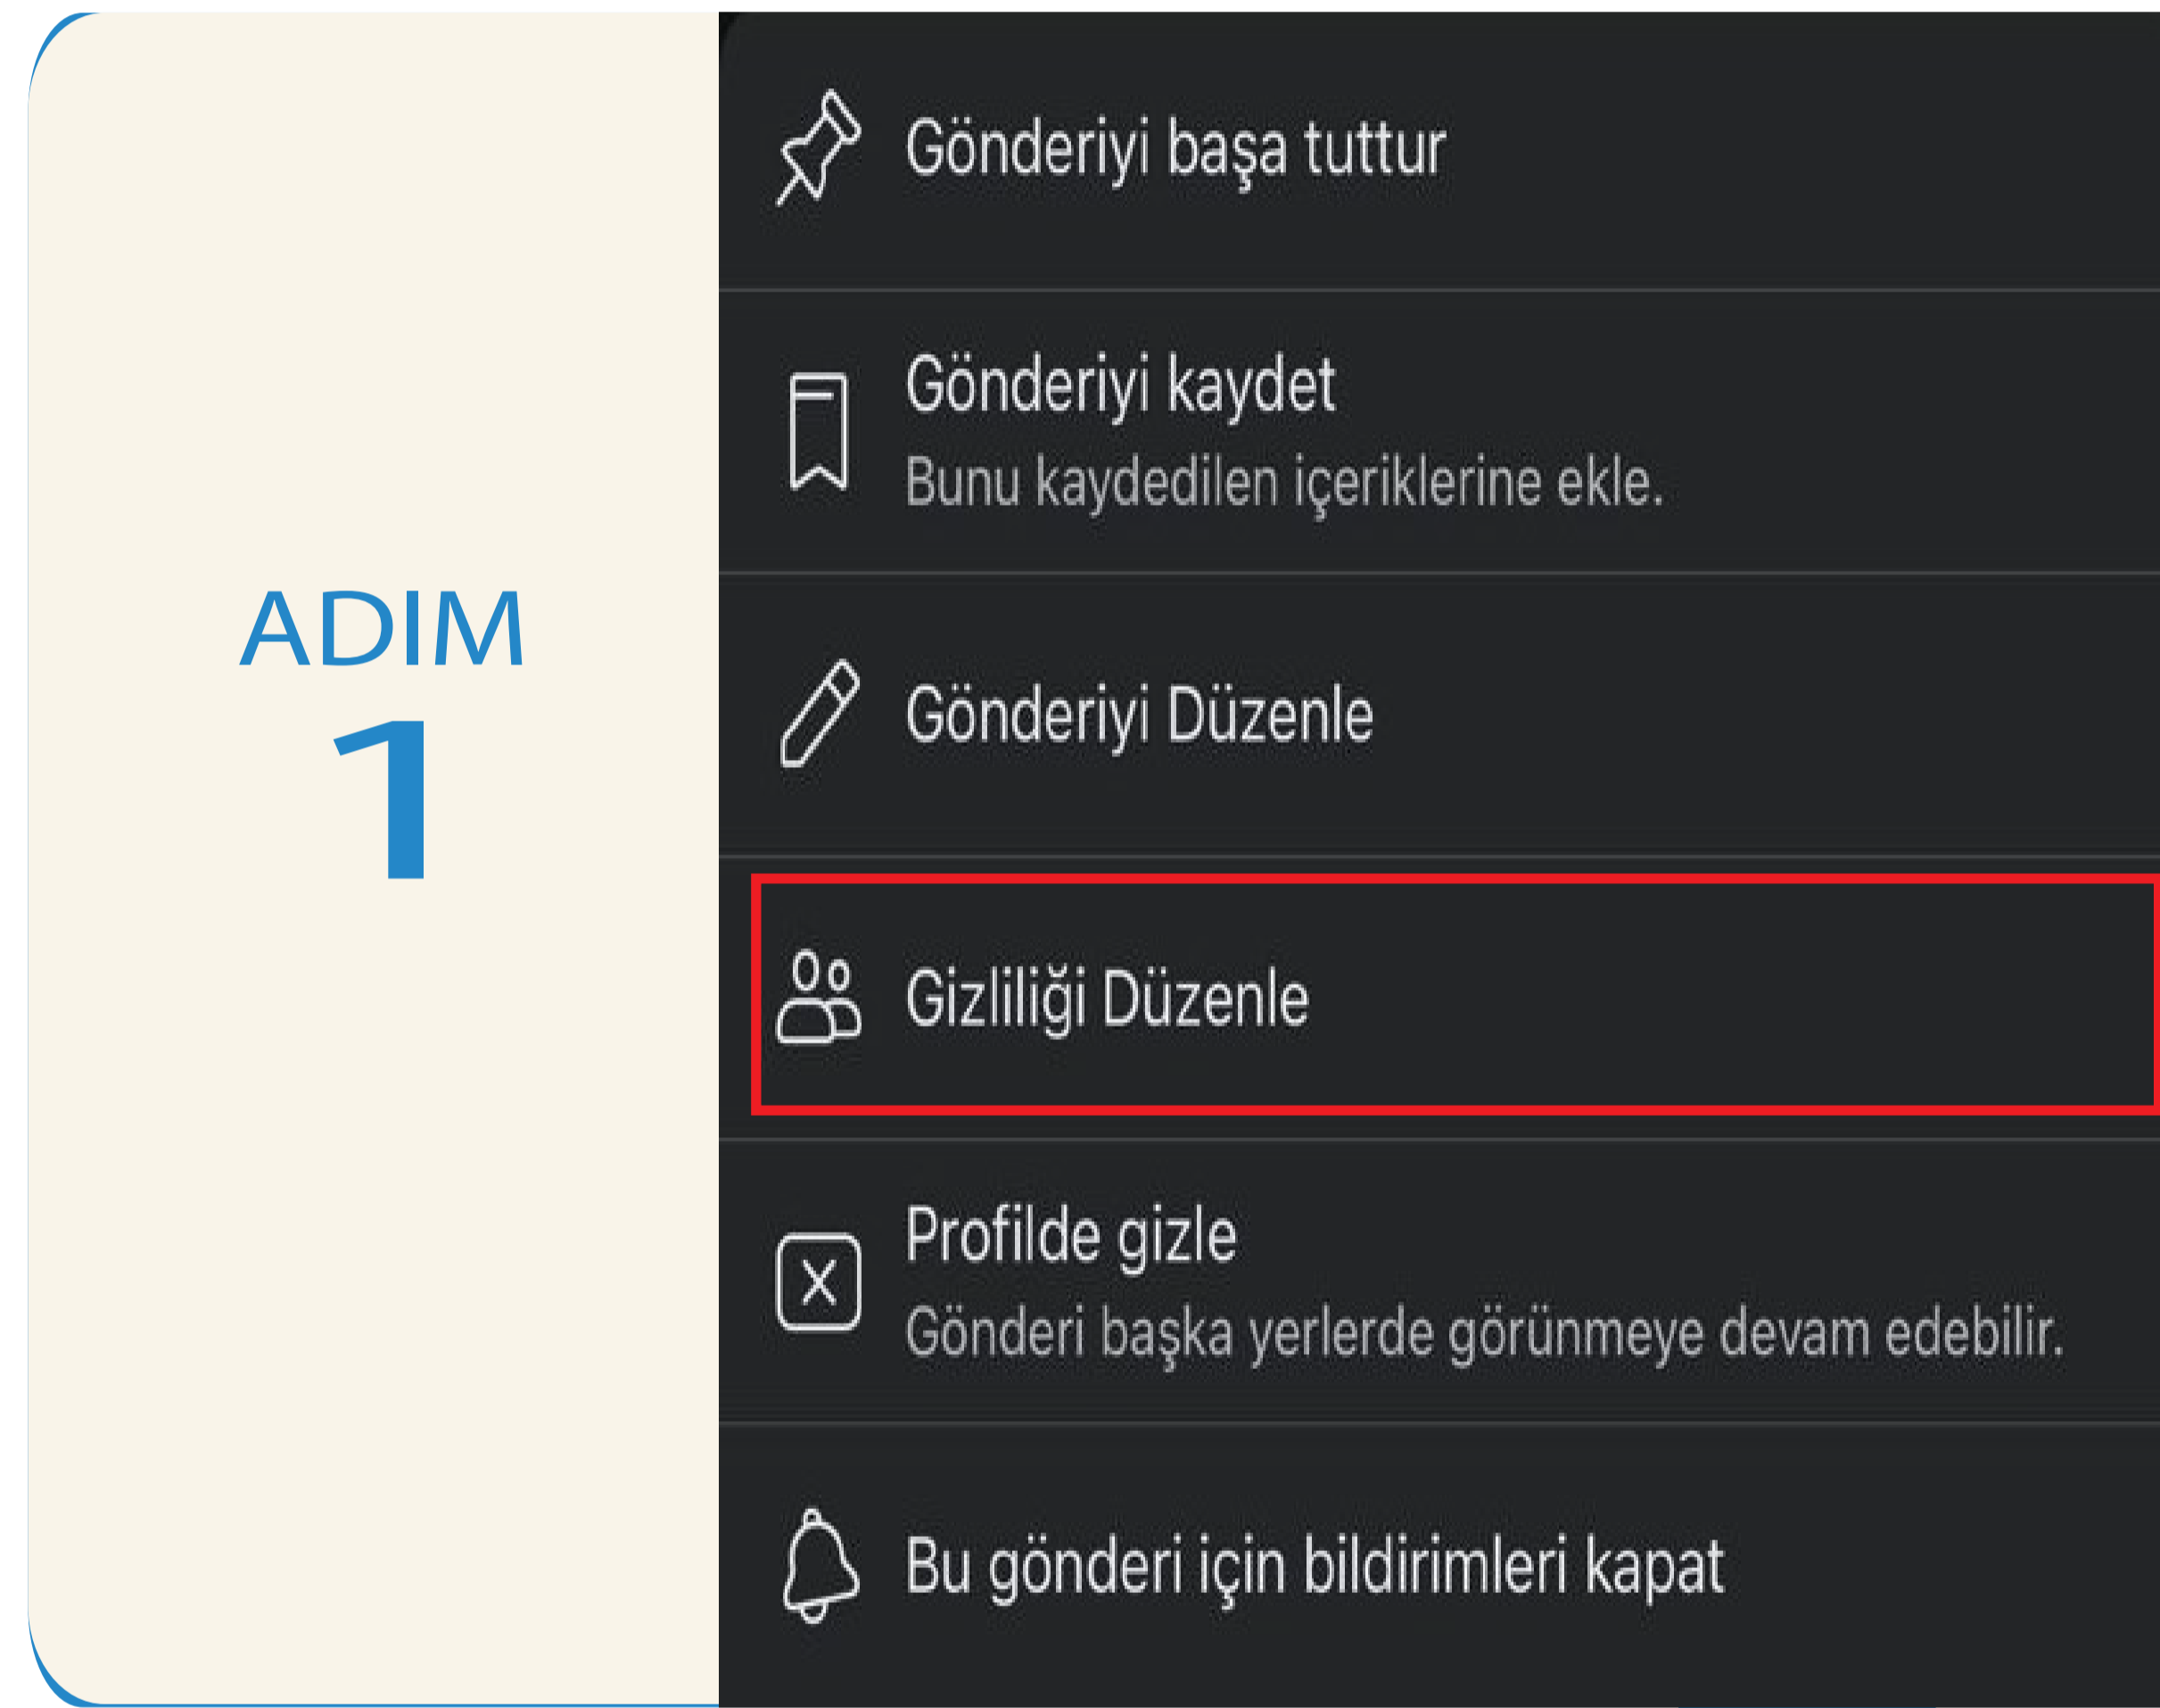 ADIM
1
Gönderiyi başa tuttur
Gönderiyi kaydet
Bunu kaydedilen içeriklerine ekle.
Gönderiyi Düzenle
Gizliliği Düzenle
Profilde gizle
Gönderi başka yerlerde görünmeye devam edebilir.
Bu gönderi için bildirimleri kapat